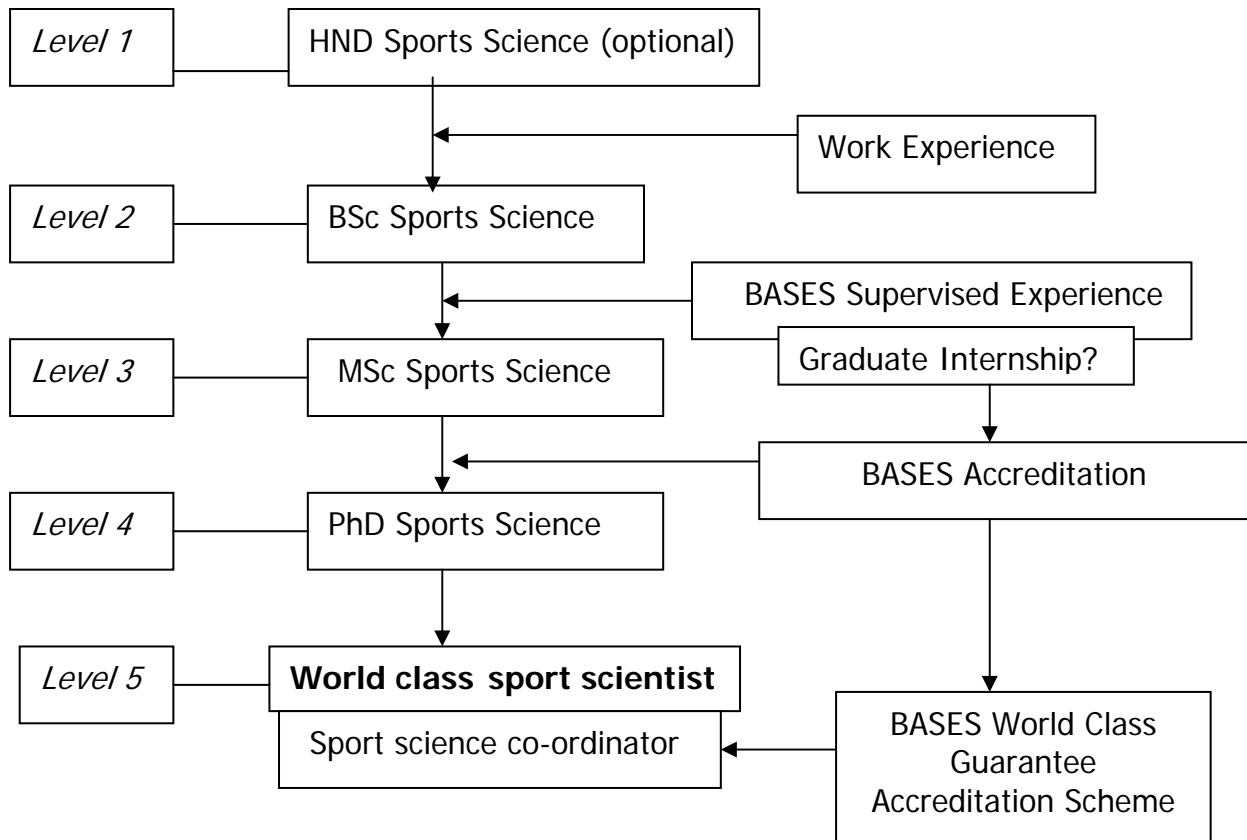 Level 1
HND Sports Science (optional)
Work Experience
Level 2
BSc Sports Science
BASES Supervised Experience
Graduate Internship?
Level 3
MSc Sports Science
BASES Accreditation
Level 4
PhD Sports Science
Level 5
World class sport scientist
Sport science co-ordinator
BASES World Class
Guarantee
Accreditation Scheme